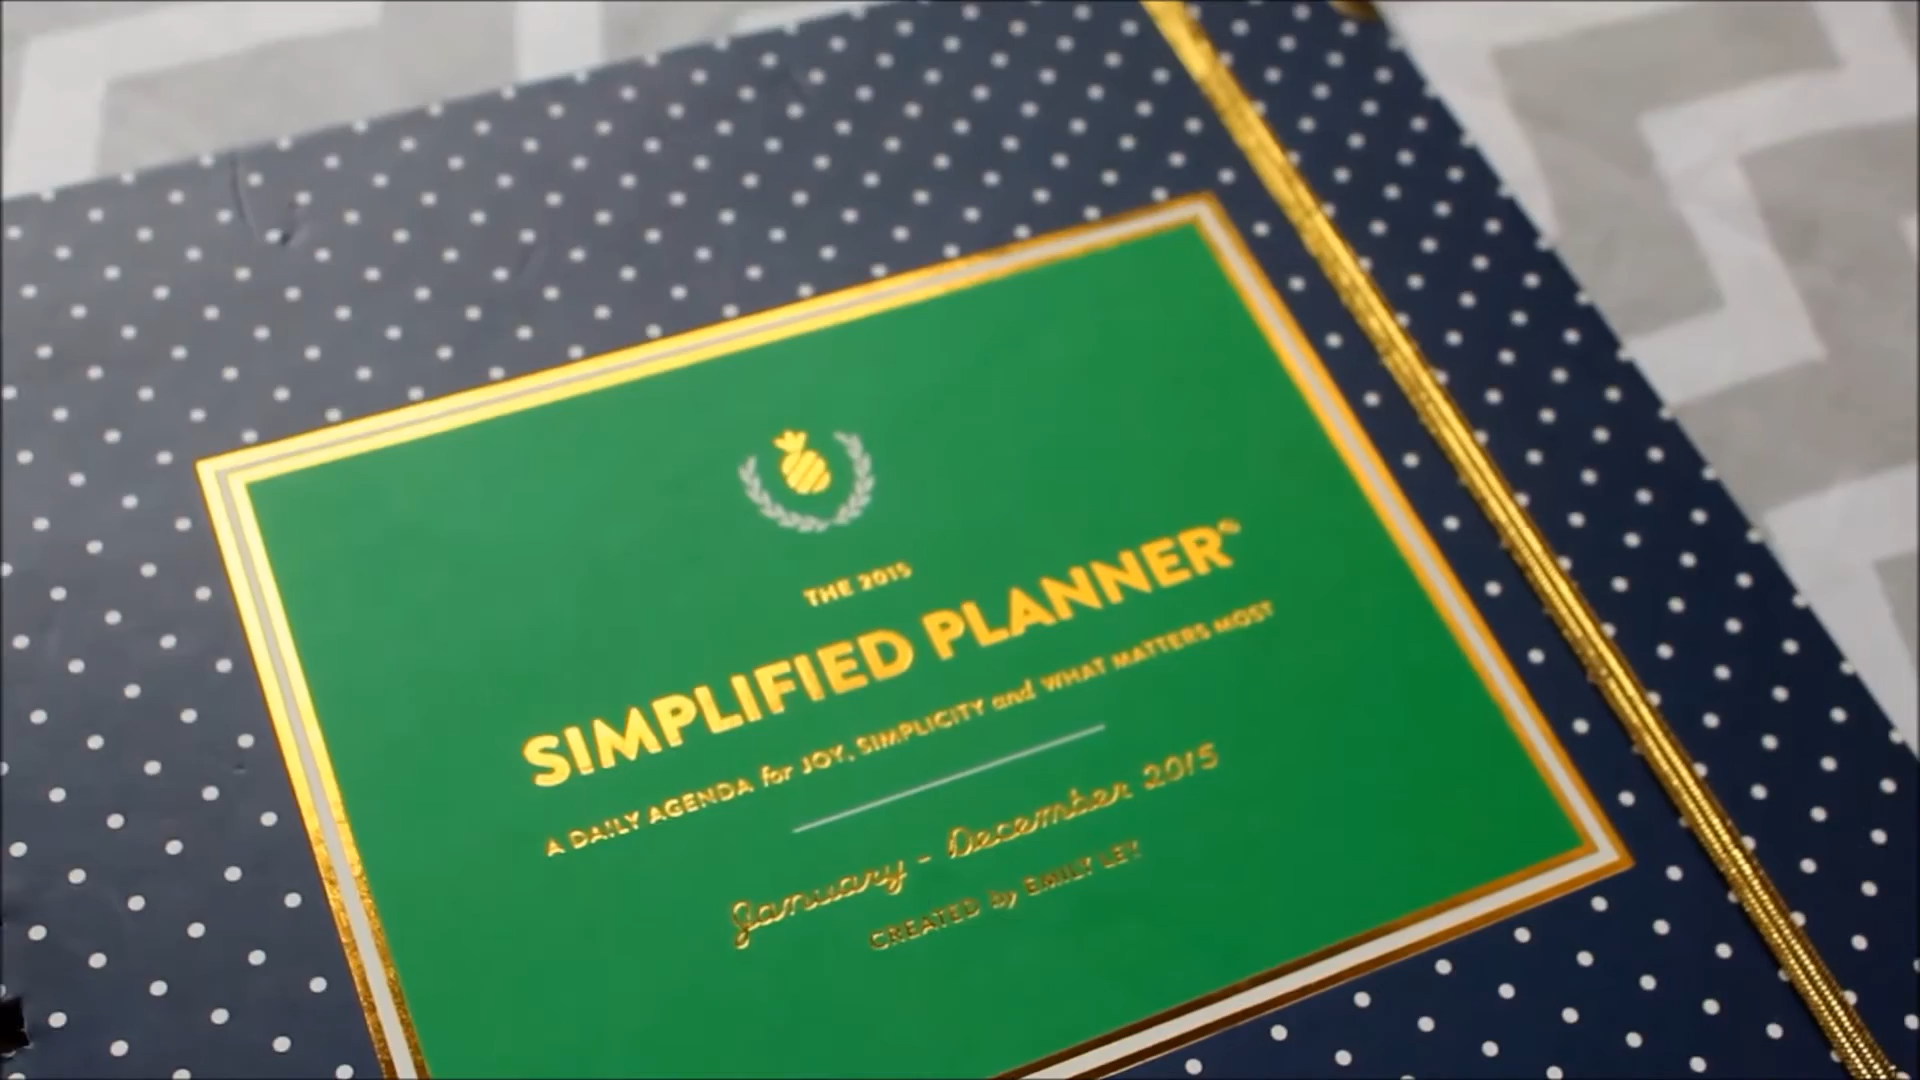 THE 2015
SIMPLIFIED PLANNER®
A DAILY AGENDA for JOY, SIMPLICITY and WHAT MATTERS MOST
January - December 2015
CREATED by EMILY LEY